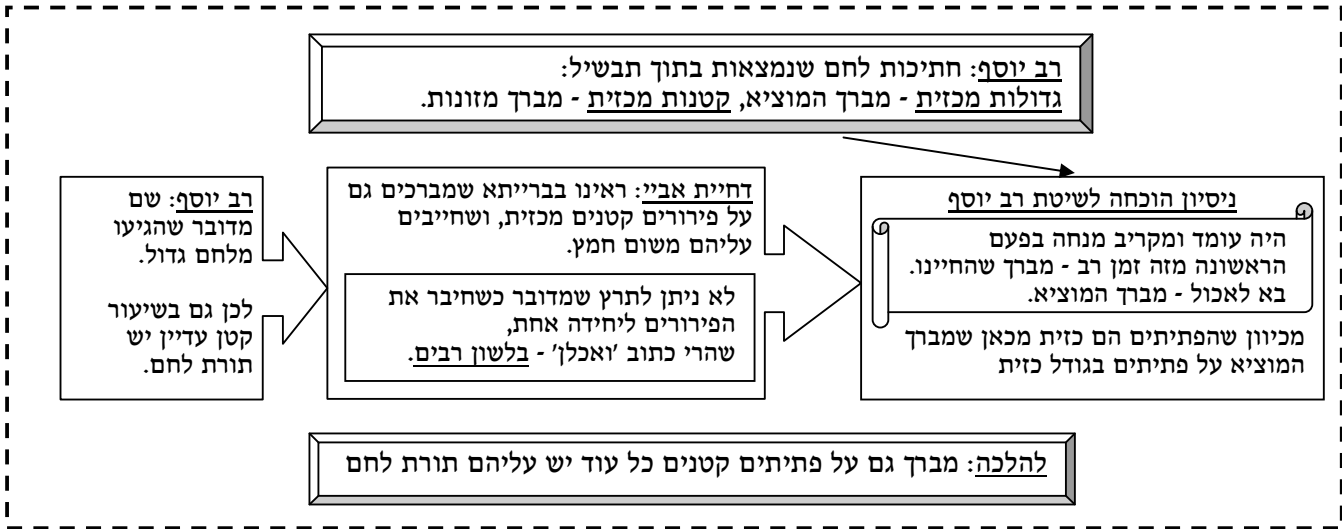 רב יוסף: חתיכות לחם שנמצאות בתוך תבשיל:
גדולות מכזית - מברך המוציא, קטנות מכזית - מברך מזונות.
ניסיון הוכחה לשיטת רב יוסף
היה עומד ומקריב מנחה בפעם
הראשונה מזה זמן רב - מברך שהחיינו.
בא לאכול - מברך המוציא.
מכיוון שהפתיתים הם כזית מכאן שמברך
המוציא על פתיתים בגודל כזית
דחיית אביי: ראינו בברייתא שמברכים גם
על פירורים קטנים מכזית, ושחייבים
עליהם משום חמץ.
לא ניתן לתרץ שמדובר כשחיבר את
הפירורים ליחידה אחת,
שהרי כתוב 'ואכלן' - בלשון רבים.
רב יוסף: שם
מדובר שהגיעו
מלחם גדול.
לכן גם בשיעור
קטן עדיין יש
תורת לחם.
להלכה: מברך גם על פתיתים קטנים כל עוד יש עליהם תורת לחם